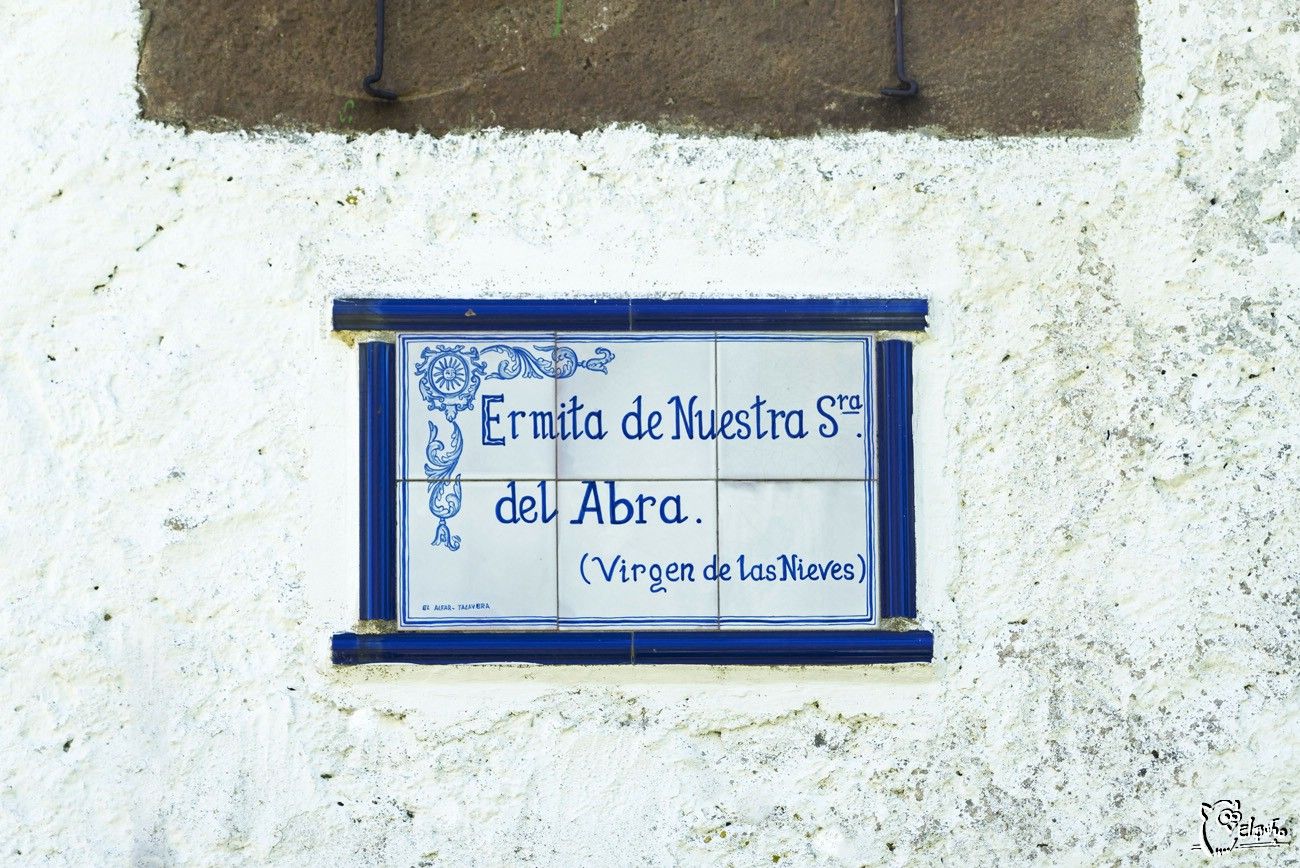 Ermita de Nuestra Sra.
del Abra.
(Virgen de las Nieves)
EL ALFAR - TALAVERA